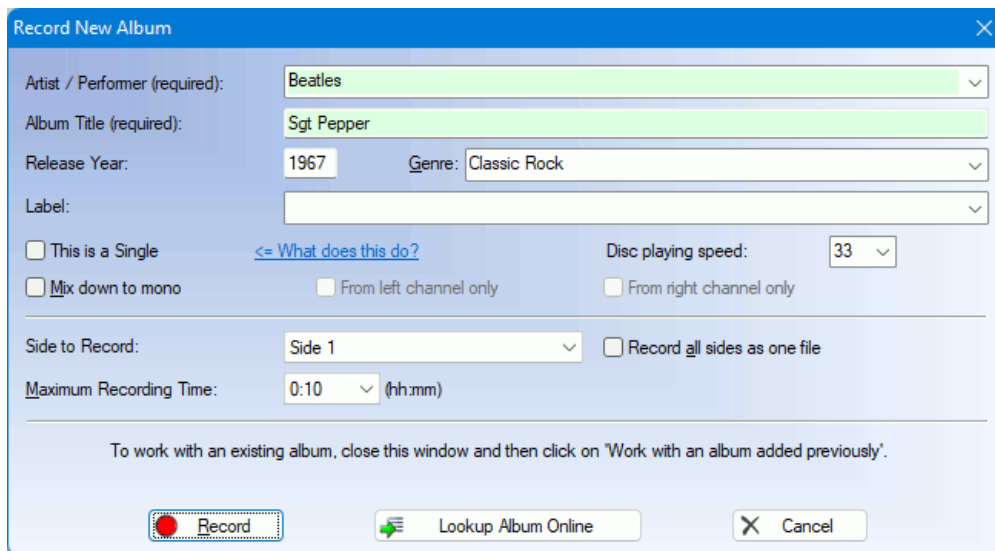 Record New Album
Artist / Performer (required): Beatles
Album Title (required): Sgt Pepper
Release Year: 1967 Genre: Classic Rock
Label:
This is a Single <= What does this do? Disc playing speed: 33
Mix down to mono From left channel only From right channel only
Side to Record: Side 1 Record all sides as one file
Maximum Recording Time: 0:10 (hh:mm)
To work with an existing album, close this window and then click on "Work with an album added previously".
Record Lookup Album Online Cancel